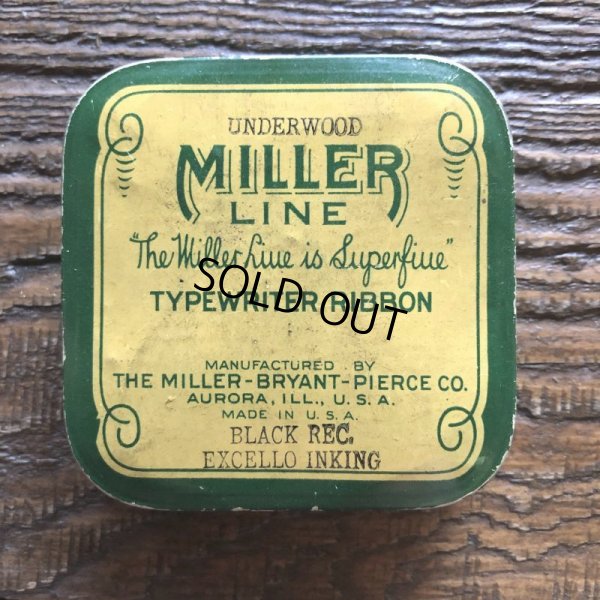 UNDERWOOD
MILLER
LINE
"The Miller Line is Superfine"
TYPEWRITER RIBBON
SOLD OUT
MANUFACTURED BY
THE MILLER-BRYANT-PIERCE CO.
AURORA, ILL., U.S.A.
MADE IN U.S.A.
BLACK REC.
EXCELLO INKING